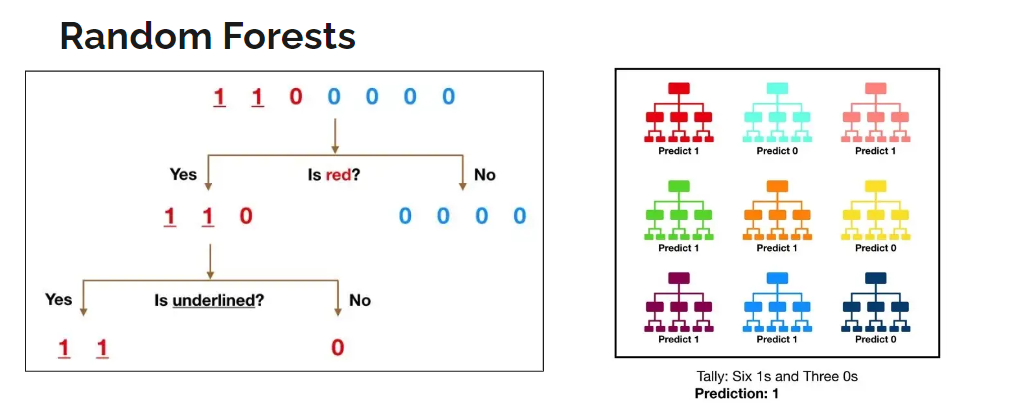 Random Forests
1 1 0 0 0 0 0
Yes Is red? No
1 1 0 0 0 0 0
Yes Is underlined? No
1 1 0
Predict 1 Predict 0 Predict 1
Predict 1 Predict 1 Predict 0
Predict 1 Predict 1 Predict 0
Tally: Six 1s and Three 0s
Prediction: 1